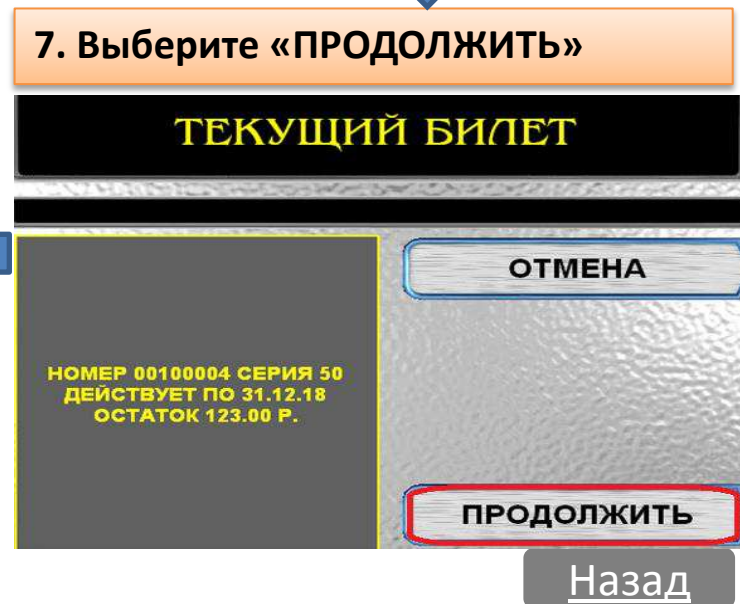 7. Выберите «ПРОДОЛЖИТЬ»
ТЕКУЩИЙ БИЛЕТ
ОТМЕНА
НОМЕР 00100004 СЕРИЯ 50
ДЕЙСТВУЕТ ПО 31.12.18
ОСТАТОК 123.00 Р.
ПРОДОЛЖИТЬ
Назад